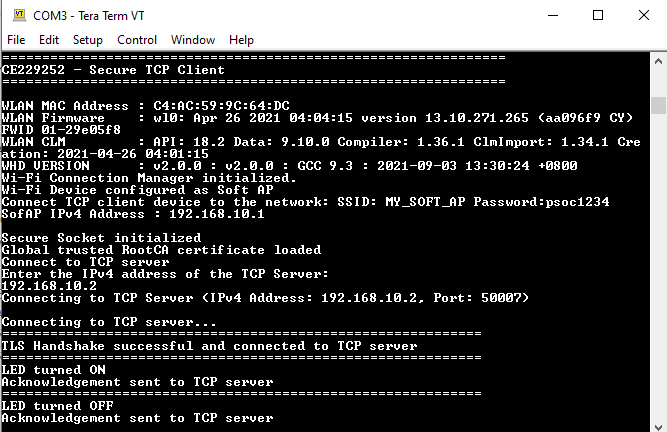 COM3 - Tera Term VT
File Edit Setup Control Window Help
============================================================
CE229252 - Secure TCP Client
============================================================
WLAN MAC Address : C4:AC:59:9C:64:DC
WLAN Firmware    : wl0: Apr 26 2021 04:04:15 version 13.10.271.265 (aa096f9 CY)
FWID 01-29e05f8
WLAN CLM         : API: 18.2 Data: 9.10.0 Compiler: 1.36.1 ClmImport: 1.34.1 Cre
ation: 2021-04-26 04:01:15
WHD VERSION      : v2.0.0 : v2.0.0 : GCC 9.3 : 2021-09-03 13:30:24 +0800
Wi-Fi Connection Manager initialized.
Wi-Fi Device configured as Soft AP
Connect TCP client device to the network: SSID: MY_SOFT_AP Password:psoc1234
SofAP IPv4 Address : 192.168.10.1
Secure Socket initialized
Global trusted RootCA certificate loaded
Connect to TCP server
Enter the IPv4 address of the TCP Server:
192.168.10.2
Connecting to TCP Server (IPv4 Address: 192.168.10.2, Port: 50007)
Connecting to TCP server...
============================================================
TLS Handshake successful and connected to TCP server
============================================================
LED turned ON
Acknowledgement sent to TCP server
============================================================
LED turned OFF
Acknowledgement sent to TCP server